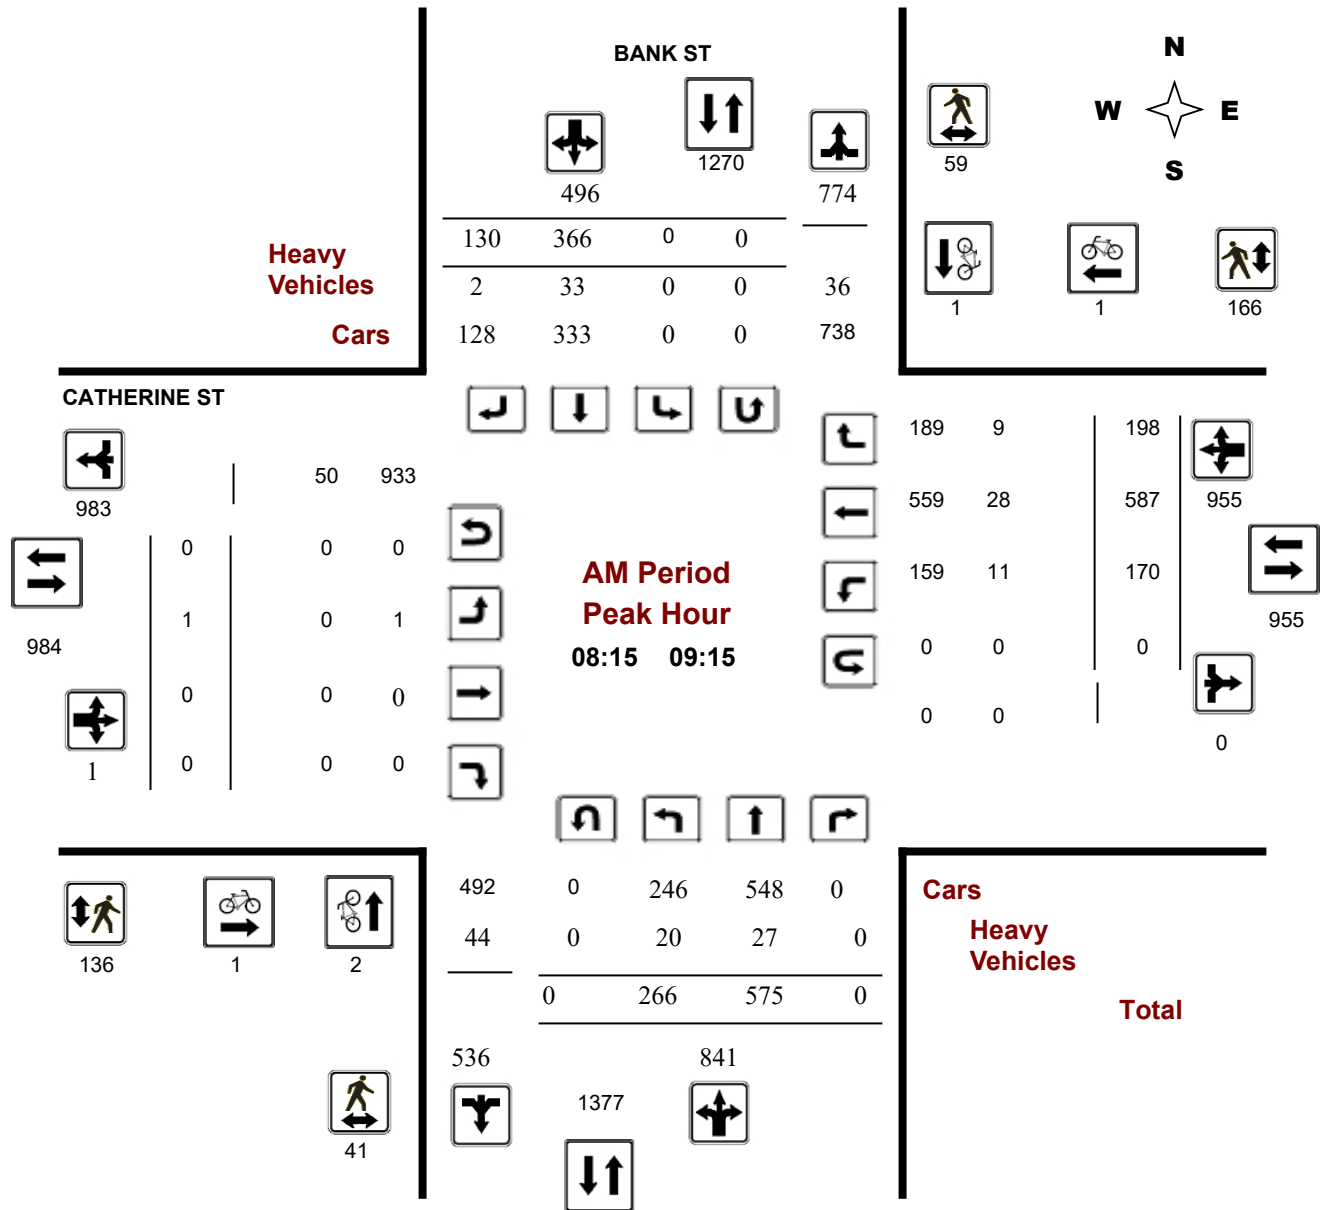 BANK ST
N
W E
S
1270
59
496 774
130 366 0 0
Heavy
Vehicles
2 33 0 0 36
1 1 166
Cars
128 333 0 0 738
CATHERINE ST
189 9 198
50 933
983
559 28 587 955
0 0 0
AM Period
159 11 170
Peak Hour
1 0 1
955
984
08:15 09:15
0 0 0
0 0 0
0 0
0
1
0 0 0
492 0 246 548 0
Cars
44 0 20 27 0
Heavy
Vehicles
136 1 2
0 266 575 0
Total
536 841
1377
41